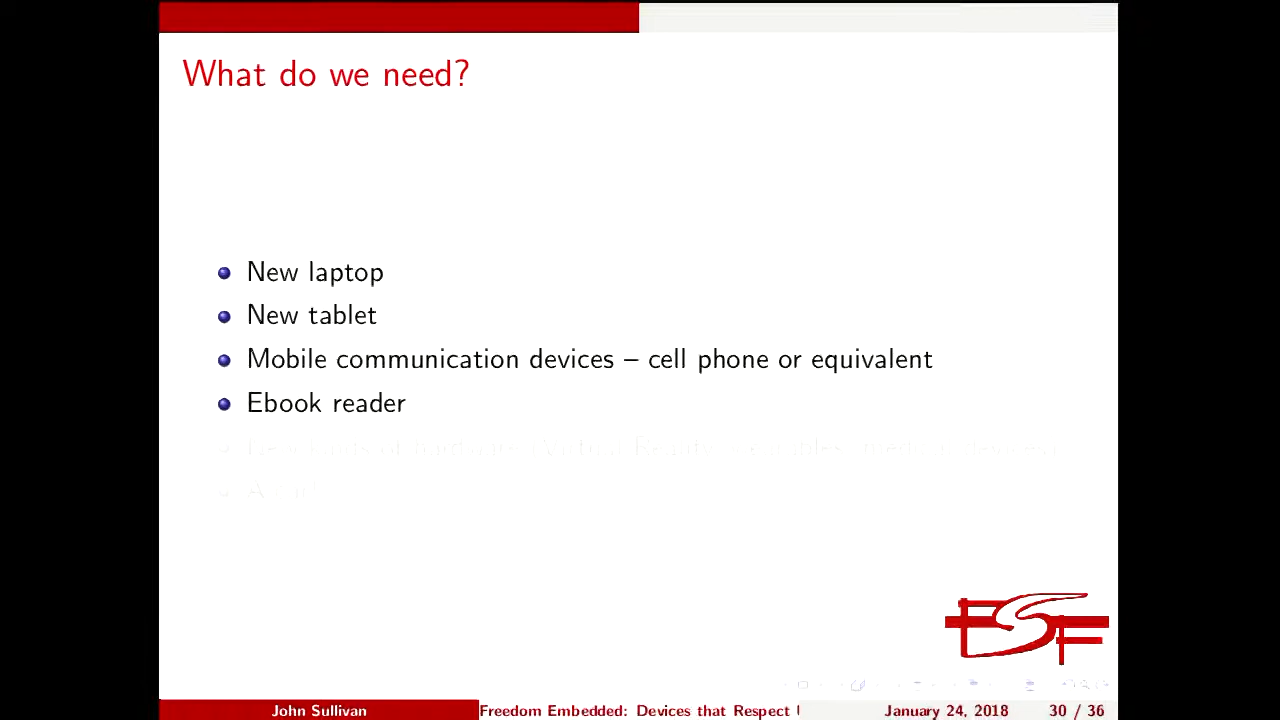 What do we need?
New laptop
New tablet
Mobile communication devices – cell phone or equivalent
Ebook reader
FSF
John Sullivan
Freedom Embedded: Devices that Respect
January 24, 2018
30 / 36